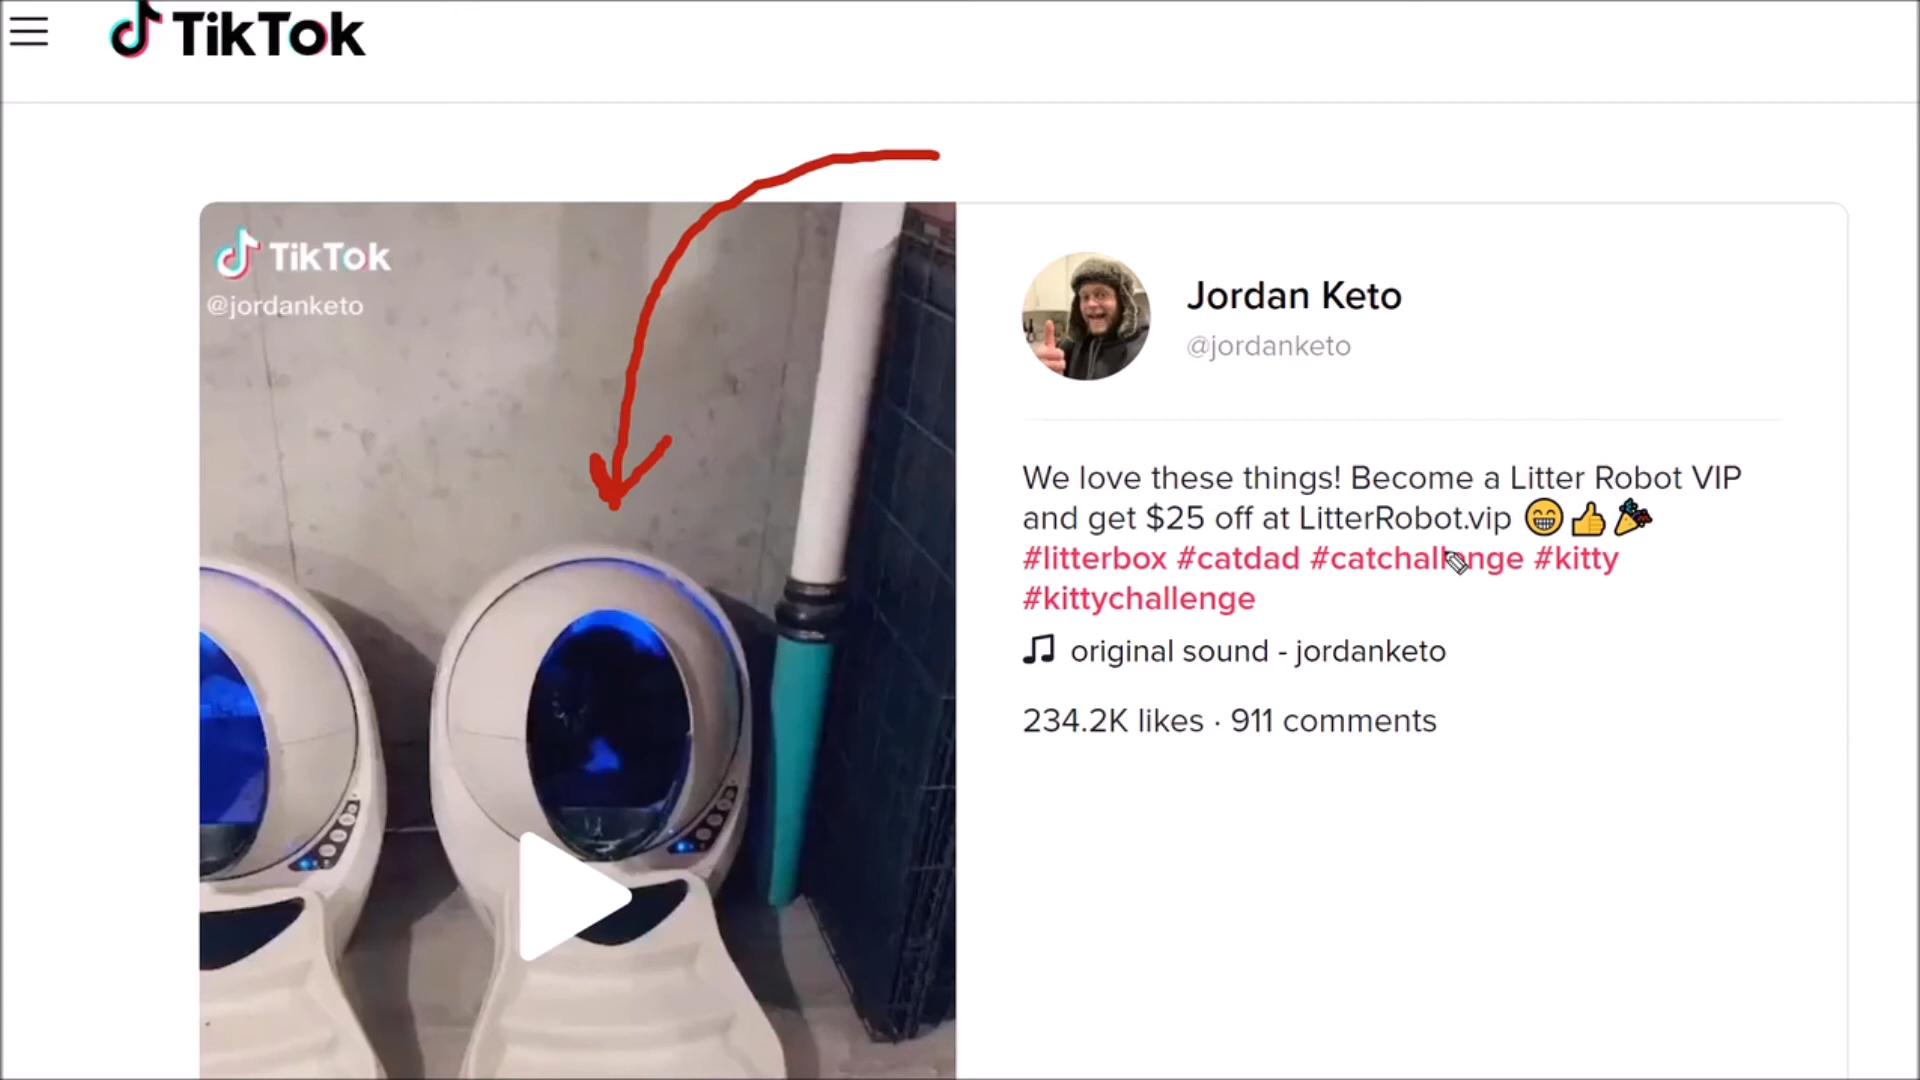 TikTok
TikTok
@jordanketo
Jordan Keto
@jordanketo
We love these things! Become a Litter Robot VIP
and get $25 off at LitterRobot.vip 😁👍🎉
#litterbox #catdad #catchallenge #kitty
#kittychallenge
original sound - jordanketo
234.2K likes · 911 comments